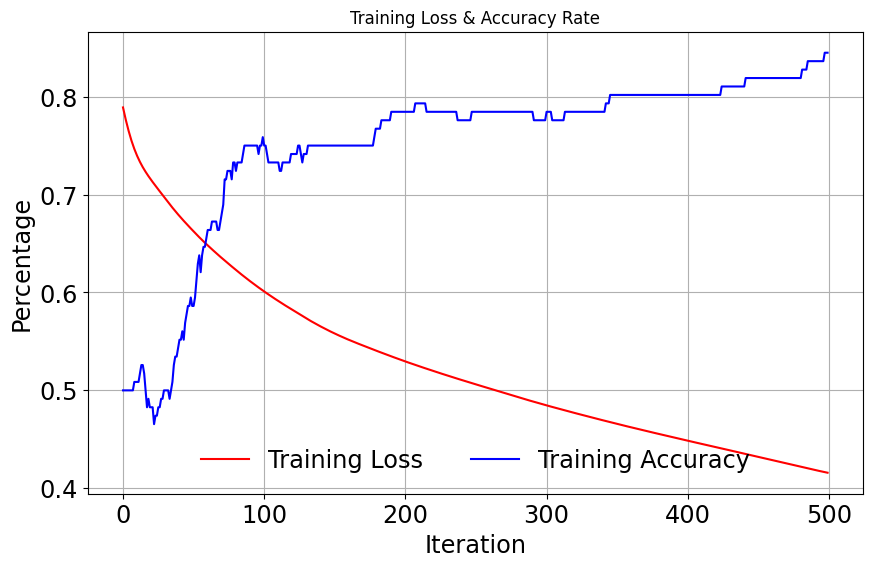 Training Loss & Accuracy Rate
Percentage
0.8
0.7
0.6
0.5
0.4
Training Loss
Training Accuracy
0 100 200 300 400 500
Iteration